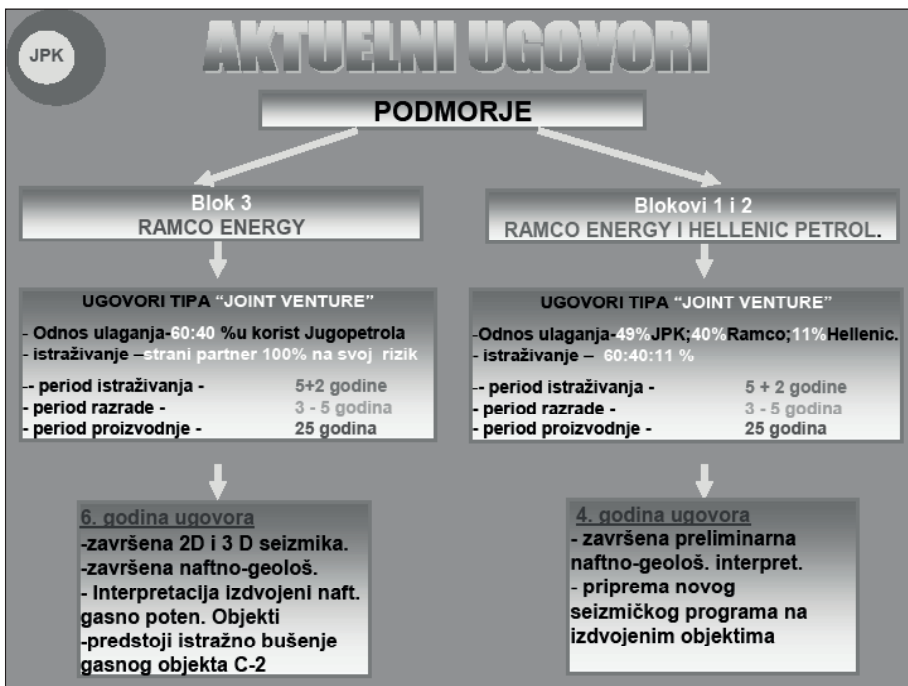 JPK
AKTUELNI UGOVORI
PODMORJE
Blok 3
RAMCO ENERGY
UGOVORI TIPA “JOINT VENTURE”
- Odnos ulaganja-60:40 %u korist Jugopetrola
- istraživanje –strani partner 100% na svoj rizik
-- period istraživanja - 5+2 godine
- period razrade - 3 - 5 godina
- period proizvodnje - 25 godina
6. godina ugovora
-završena 2D i 3 D seizmika.
-završena naftno-geološ.
- Interpretacija izdvojeni naft.
gasno poten. Objekti
-predstoji istražno bušenje
gasnog objekta C-2
Blokovi 1 i 2
RAMCO ENERGY I HELLENIC PETROL.
UGOVORI TIPA “JOINT VENTURE”
-Odnos ulaganja-49%JPK;40%Ramco;11%Hellenic.
- istraživanje – 60:40:11 %
-- period istraživanja - 5 + 2 godine
- period razrade - 3 - 5 godina
- period proizvodnje - 25 godina
4. godina ugovora
- završena preliminarna
naftno-geološ. interpret.
- priprema novog
seizmičkog programa na
izdvojenim objektima